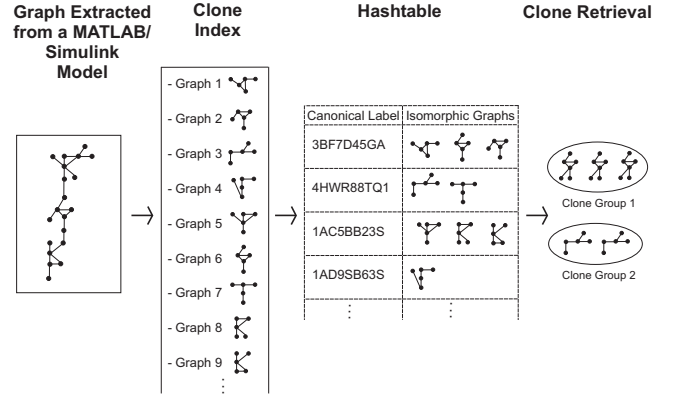 Graph Extracted
from a MATLAB/
Simulink
Model
Clone
Index
Hashtable
Clone Retrieval
- Graph 1
- Graph 2
- Graph 3
- Graph 4
- Graph 5
- Graph 6
- Graph 7
- Graph 8
- Graph 9
Canonical Label
Isomorphic Graphs
3BF7D45GA
4HWR88TQ1
1AC5BB23S
1AD9SB63S
Clone Group 1
Clone Group 2